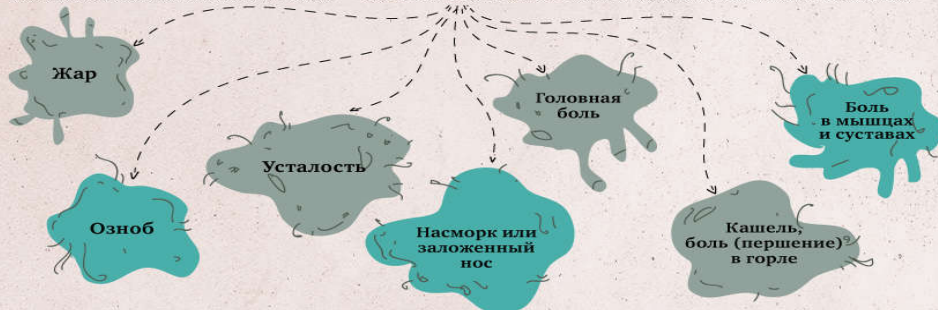 Жар
Озноб
Усталость
Насморк или
заложенный
нос
Головная
боль
Кашель,
боль (першение)
в горле
Боль
в мышцах
и суставах